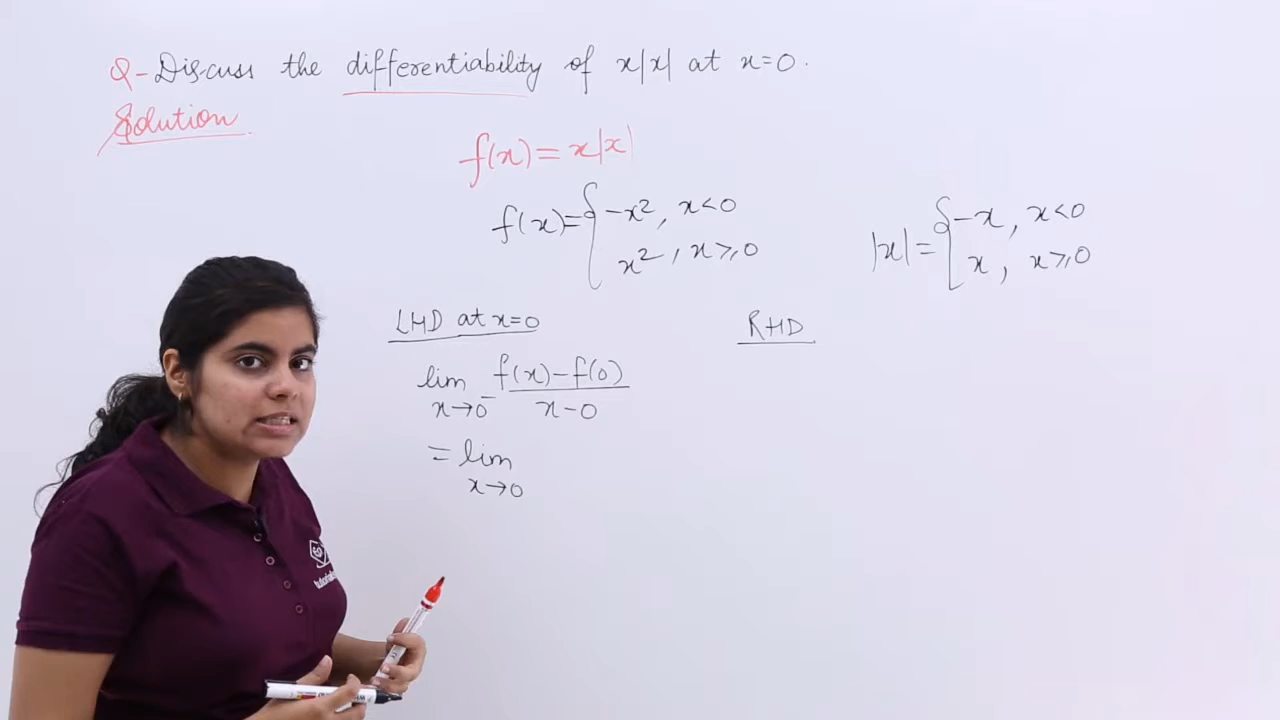 Q- Discuss the differentiability of x|x| at x=0.
Solution
f(x) = x|x|
f(x) = { -x², x<0
x², x≥0
|x| = { -x, x<0
x, x≥0
LHD at x=0
lim x→0⁻ f(x)-f(0) / x-0
= lim x→0
RHD